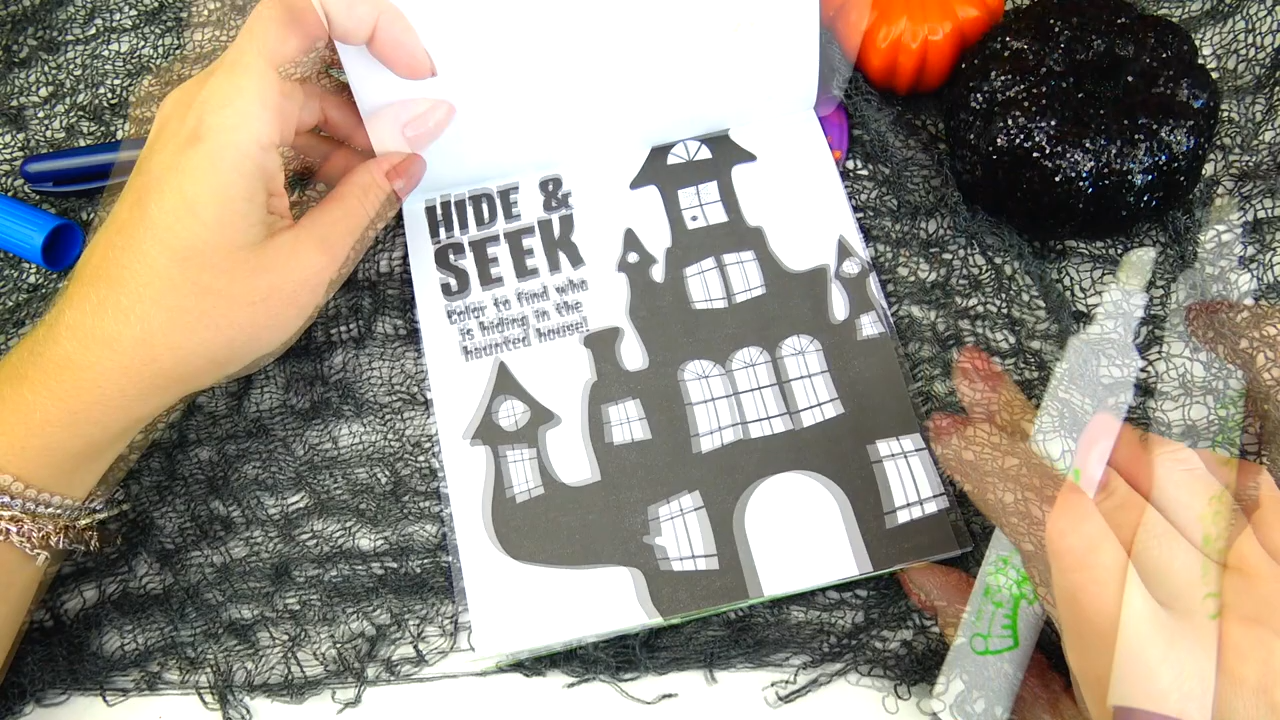 HIDE &
SEEK
Color to find who
is hiding in the
haunted house!